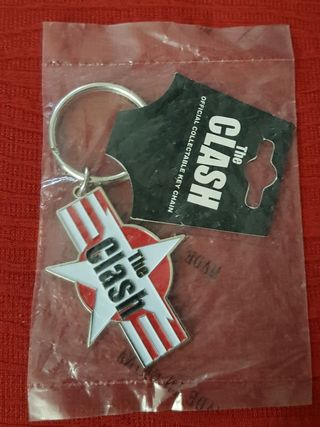 The
CLASH
OFFICIAL COLLECTABLE KEY CHAIN
The
Clash